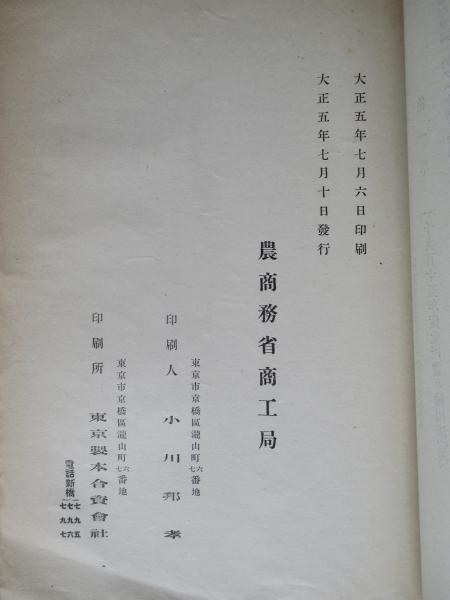 大正五年七月六日印刷
大正五年七月十日發行
農商務省商工局
東京市京橋區瀧山町六七番地
印刷人 小川邦孝
東京市京橋區瀧山町六七番地
印刷所 東京製本合資會社
電話新橋